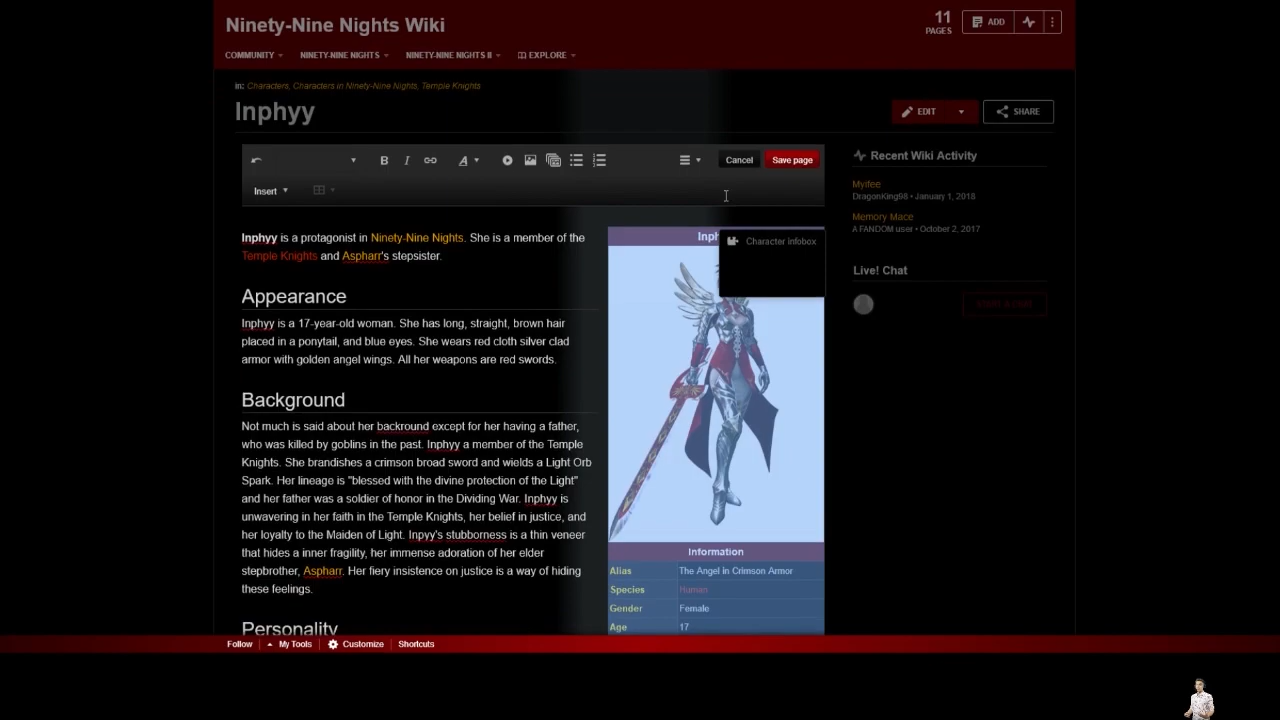 Ninety-Nine Nights Wiki
11
PAGES
ADD
COMMUNITY
NINETY-NINE NIGHTS
NINETY-NINE NIGHTS II
EXPLORE
in: Characters, Characters in Ninety-Nine Nights, Temple Knights
Inphyy
EDIT
SHARE
B I A
Cancel
Save page
Insert
Recent Wiki Activity
Myifee
DragonKing98 • January 1, 2018
Memory Mace
A FANDOM user • October 2, 2017
Live! Chat
Inphyy is a protagonist in Ninety-Nine Nights. She is a member of the
Temple Knights and Aspharr's stepsister.
Appearance
Inphyy is a 17-year-old woman. She has long, straight, brown hair
placed in a ponytail, and blue eyes. She wears red cloth silver clad
armor with golden angel wings. All her weapons are red swords.
Background
Not much is said about her backround except for her having a father,
who was killed by goblins in the past. Inphyy a member of the Temple
Knights. She brandishes a crimson broad sword and wields a Light Orb
Spark. Her lineage is "blessed with the divine protection of the Light"
and her father was a soldier of honor in the Dividing War. Inphyy is
unwavering in her faith in the Temple Knights, her belief in justice, and
her loyalty to the Maiden of Light. Inpyy's stubborness is a thin veneer
that hides a inner fragility, her immense adoration of her elder
stepbrother, Aspharr. Her fiery insistence on justice is a way of hiding
these feelings.
Personality
Inph
Character infobox
Information
Alias The Angel in Crimson Armor
Species Human
Gender Female
Age 17
Follow
My Tools
Customize
Shortcuts